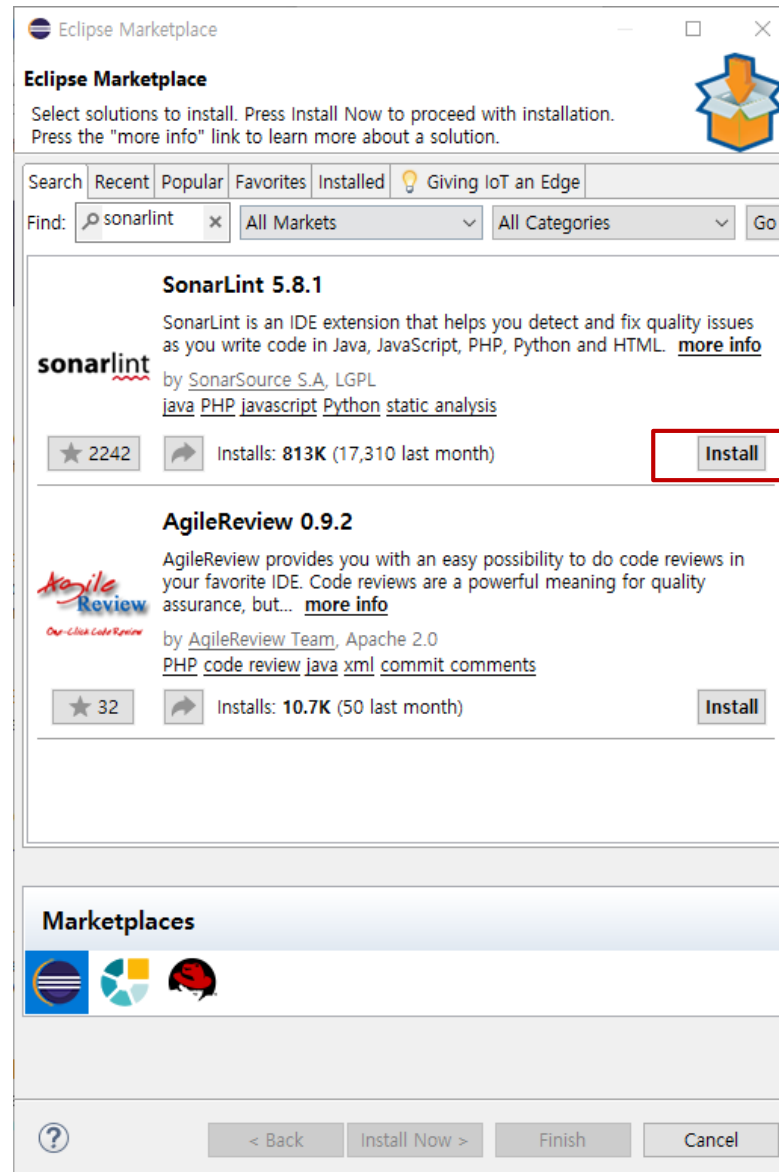 Eclipse Marketplace
Eclipse Marketplace
Select solutions to install. Press Install Now to proceed with installation.
Press the "more info" link to learn more about a solution.
Search Recent Popular Favorites Installed Giving IoT an Edge
Find: sonarlint All Markets All Categories Go
SonarLint 5.8.1
SonarLint is an IDE extension that helps you detect and fix quality issues
as you write code in Java, JavaScript, PHP, Python and HTML. more info
sonarlint
by SonarSource S.A, LGPL
java PHP javascript Python static analysis
2242 Installs: 813K (17,310 last month) Install
AgileReview 0.9.2
AgileReview provides you with an easy possibility to do code reviews in
your favorite IDE. Code reviews are a powerful meaning for quality
assurance, but... more info
Agile
Review
One-Click Code Review
by AgileReview Team, Apache 2.0
PHP code review java xml commit comments
32 Installs: 10.7K (50 last month) Install
Marketplaces
? < Back Install Now > Finish Cancel